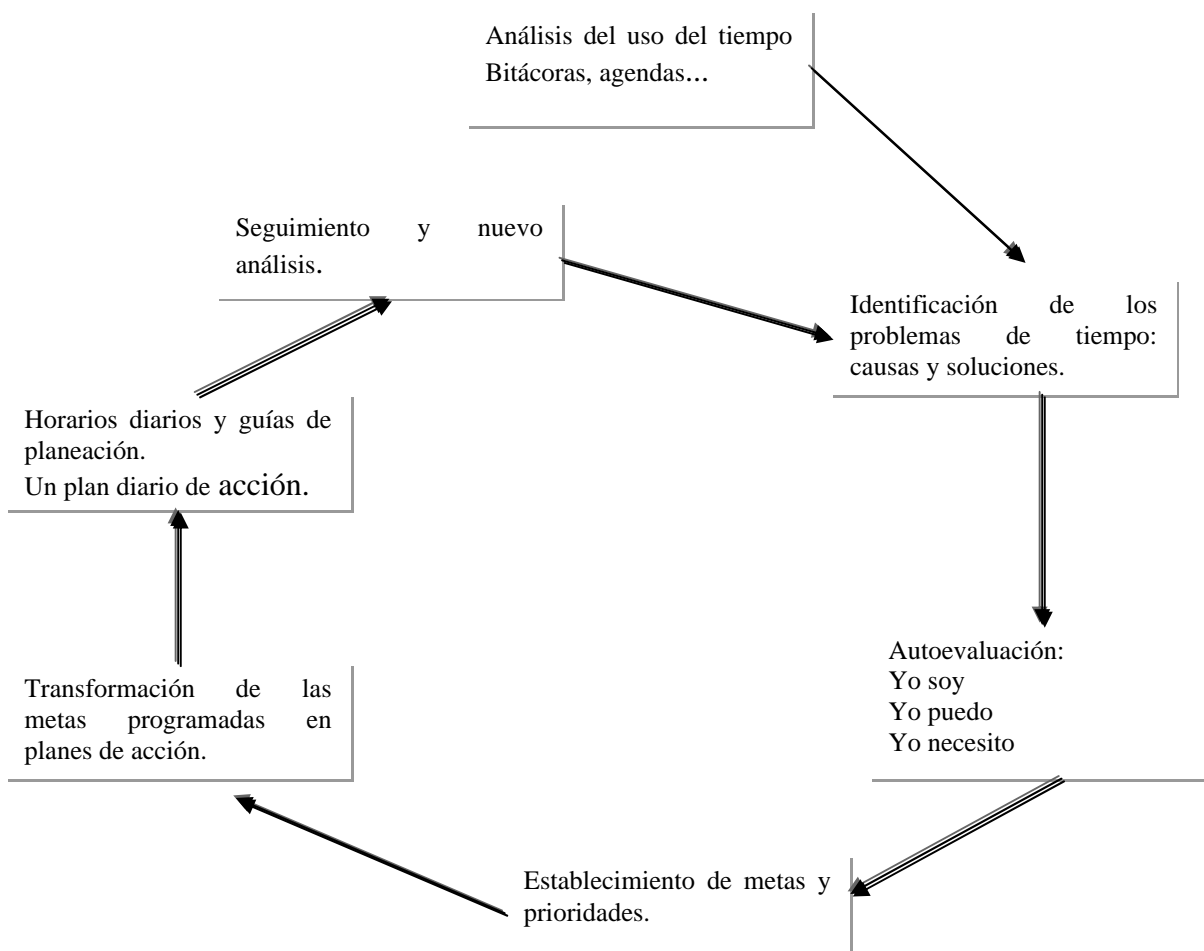 Análisis del uso del tiempo
Bitácoras, agendas...
Seguimiento y nuevo
análisis.
Identificación de los
problemas de tiempo:
causas y soluciones.
Horarios diarios y guías de
planeación.
Un plan diario de acción.
Autoevaluación:
Yo soy
Yo puedo
Yo necesito
Transformación de las
metas programadas en
planes de acción.
Establecimiento de metas y
prioridades.